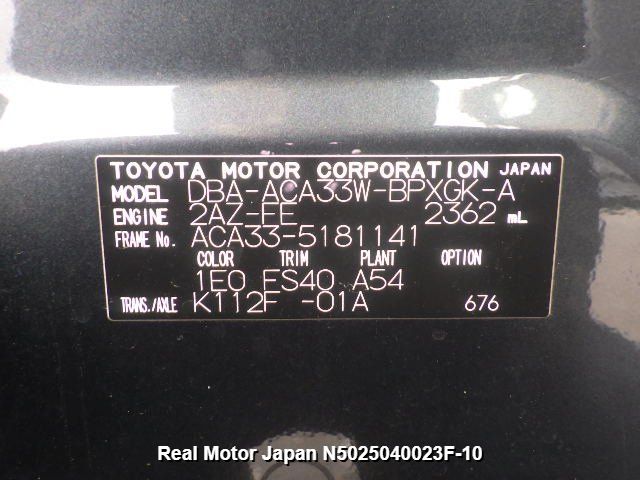 TOYOTA MOTOR CORPORATION JAPAN
MODEL DBA-ACA33W-BPXGK-A
ENGINE 2AZ-FE 2362 mL
FRAME No. ACA33-5181141
COLOR TRIM PLANT OPTION
1E0 FS40 A54
TRANS./AXLE K112F -01A 676
Real Motor Japan N5025040023F-10